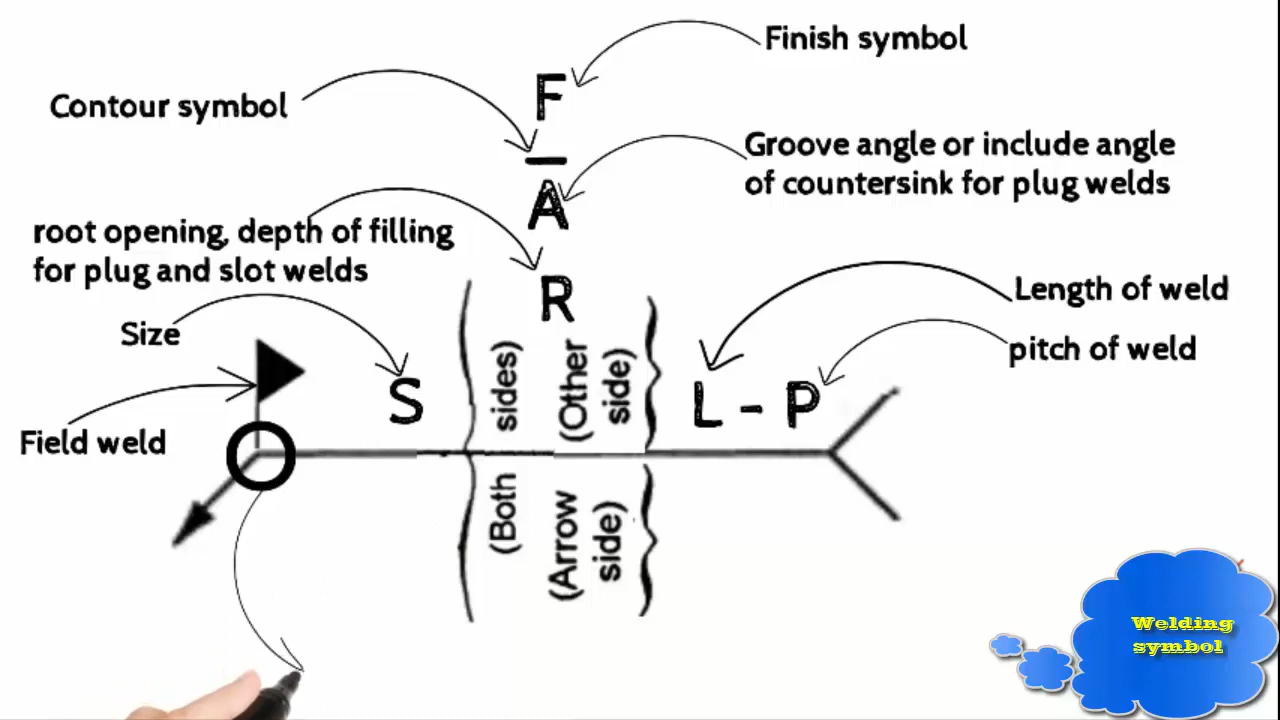 Finish symbol
Contour symbol
F
Groove angle or include angle
of countersink for plug welds
A
root opening, depth of filling
for plug and slot welds
R
Length of weld
Size
pitch of weld
S
(Both sides)
(Other
side)
L - P
Field weld
(Arrow
side)
Welding
symbol